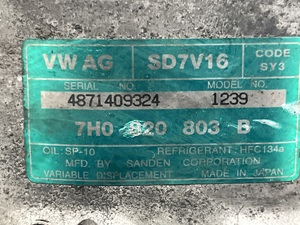 VW AG SD7V16 CODE SY3
SERIAL NO. MODEL NO.
4871409324 1239
7H0 820 803 B
OIL:SP-10 REFRIGERANT:HFC134a
MFD. BY SANDEN CORPORATION
VARIABLE DISPLACEMENT MADE IN JAPAN